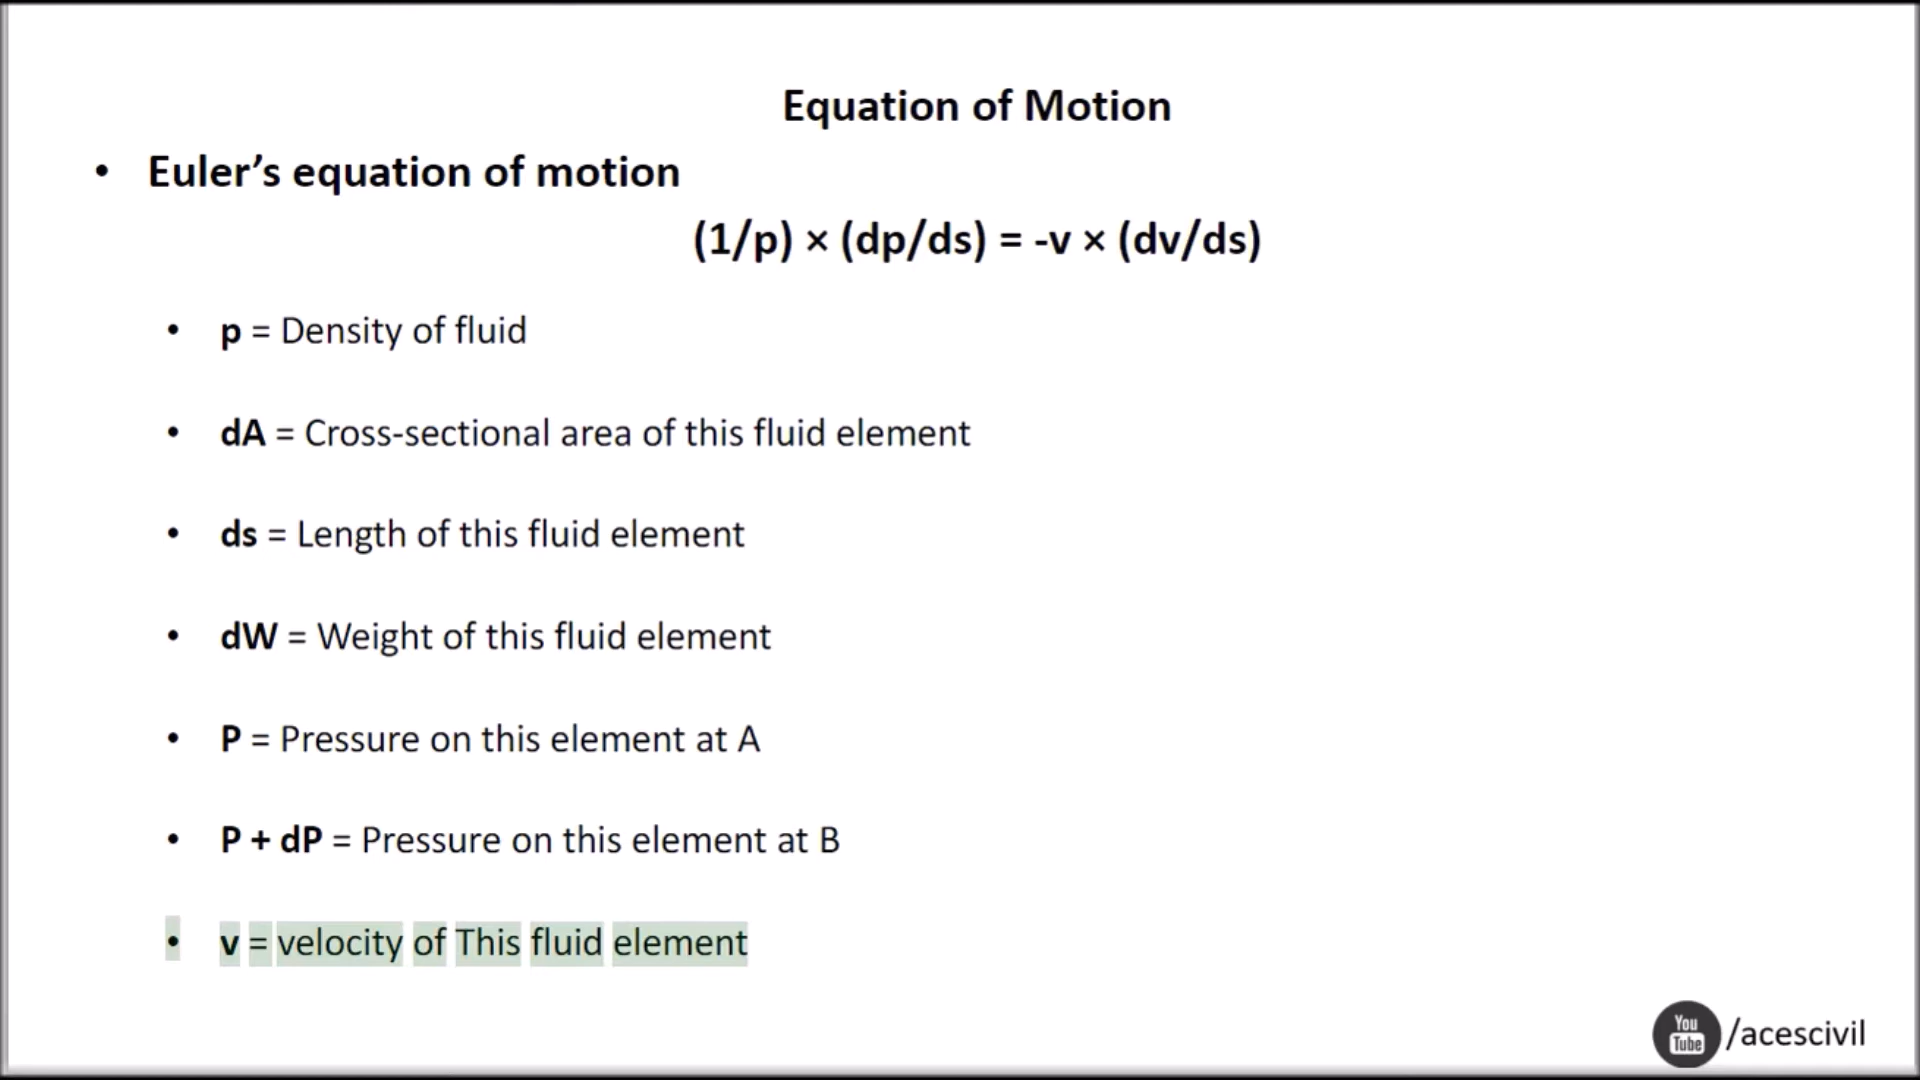 Equation of Motion
• Euler’s equation of motion
(1/p) × (dp/ds) = -v × (dv/ds)
• p = Density of fluid
• dA = Cross-sectional area of this fluid element
• ds = Length of this fluid element
• dW = Weight of this fluid element
• P = Pressure on this element at A
• P + dP = Pressure on this element at B
• v = velocity of This fluid element
You
Tube
/acescivil